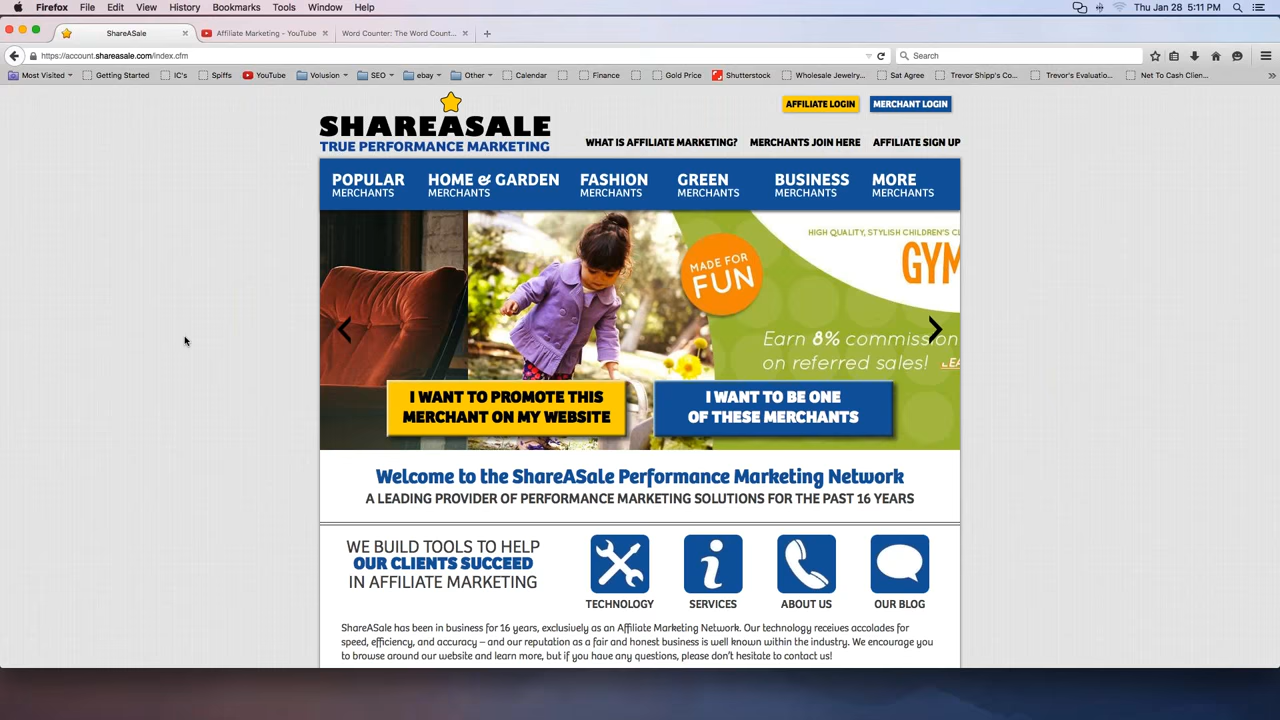 Firefox File Edit View History Bookmarks Tools Window Help Thu Jan 28 5:11 PM
ShareASale Affiliate Marketing - YouTube Word Counter: The Word Count...
https://account.shareasale.com/index.cfm Search
Most Visited Getting Started IC's Spiffs YouTube Volusion SEO ebay Other Calendar Finance Gold Price Shutterstock Wholesale Jewelry... Sat Agree Trevor Shipp's Co... Trevor's Evaluatio... Net To Cash Clien...
AFFILIATE LOGIN MERCHANT LOGIN
SHAREASALE
TRUE PERFORMANCE MARKETING
WHAT IS AFFILIATE MARKETING? MERCHANTS JOIN HERE AFFILIATE SIGN UP
POPULAR HOME & GARDEN FASHION GREEN BUSINESS MORE
MERCHANTS MERCHANTS MERCHANTS MERCHANTS MERCHANTS MERCHANTS
HIGH QUALITY, STYLISH CHILDREN'S CL
GYM
MADE FOR
FUN
Earn 8% commission
on referred sales! LEA
I WANT TO PROMOTE THIS
MERCHANT ON MY WEBSITE
I WANT TO BE ONE
OF THESE MERCHANTS
Welcome to the ShareASale Performance Marketing Network
A LEADING PROVIDER OF PERFORMANCE MARKETING SOLUTIONS FOR THE PAST 16 YEARS
WE BUILD TOOLS TO HELP
OUR CLIENTS SUCCEED
IN AFFILIATE MARKETING
TECHNOLOGY SERVICES ABOUT US OUR BLOG
ShareASale has been in business for 16 years, exclusively as an Affiliate Marketing Network. Our technology receives accolades for
speed, efficiency, and accuracy – and our reputation as a fair and honest business is well known within the industry. We encourage you
to browse around our website and learn more, but if you have any questions, please don't hesitate to contact us!